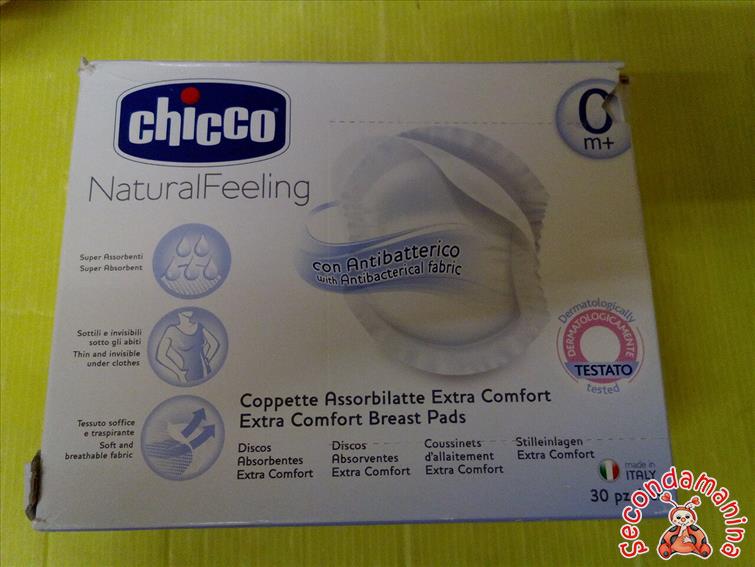 chicco
NaturalFeeling
0
m+
Super Assorbenti
Super Absorbent
con Antibatterico
with Antibacterical fabric
Sottili e invisibili
sotto gli abiti
Thin and invisible
under clothes
Dermatologically
DERMATOLOGICAMENTE
TESTATO
tested
Tessuto soffice
e traspirante
Soft and
breathable fabric
Coppette Assorbilatte Extra Comfort
Extra Comfort Breast Pads
Discos
Absorbentes
Extra Comfort
Discos
Absorventes
Extra Comfort
Coussinets
d'allaitement
Extra Comfort
Stilleinlagen
Extra Comfort
made in
ITALY
30 pz
secondamanina